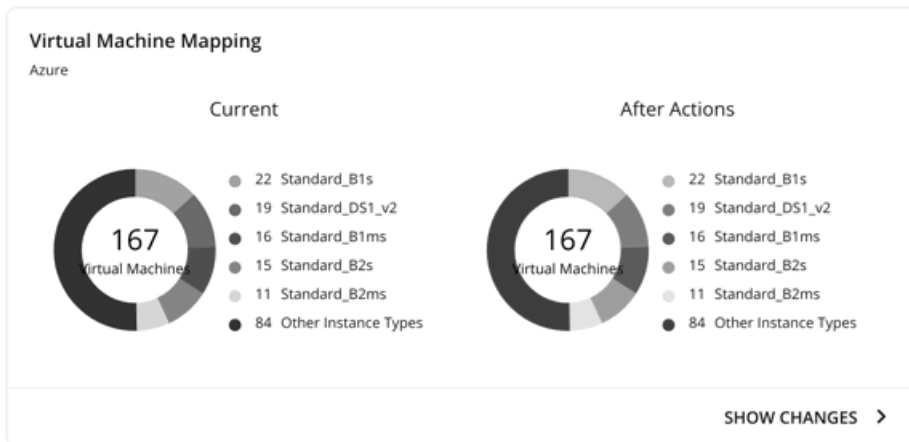 Virtual Machine Mapping
Azure
Current
167
Virtual Machines
22 Standard_B1s
19 Standard_DS1_v2
16 Standard_B1ms
15 Standard_B2s
11 Standard_B2ms
84 Other Instance Types
After Actions
167
Virtual Machines
22 Standard_B1s
19 Standard_DS1_v2
16 Standard_B1ms
15 Standard_B2s
11 Standard_B2ms
84 Other Instance Types
SHOW CHANGES